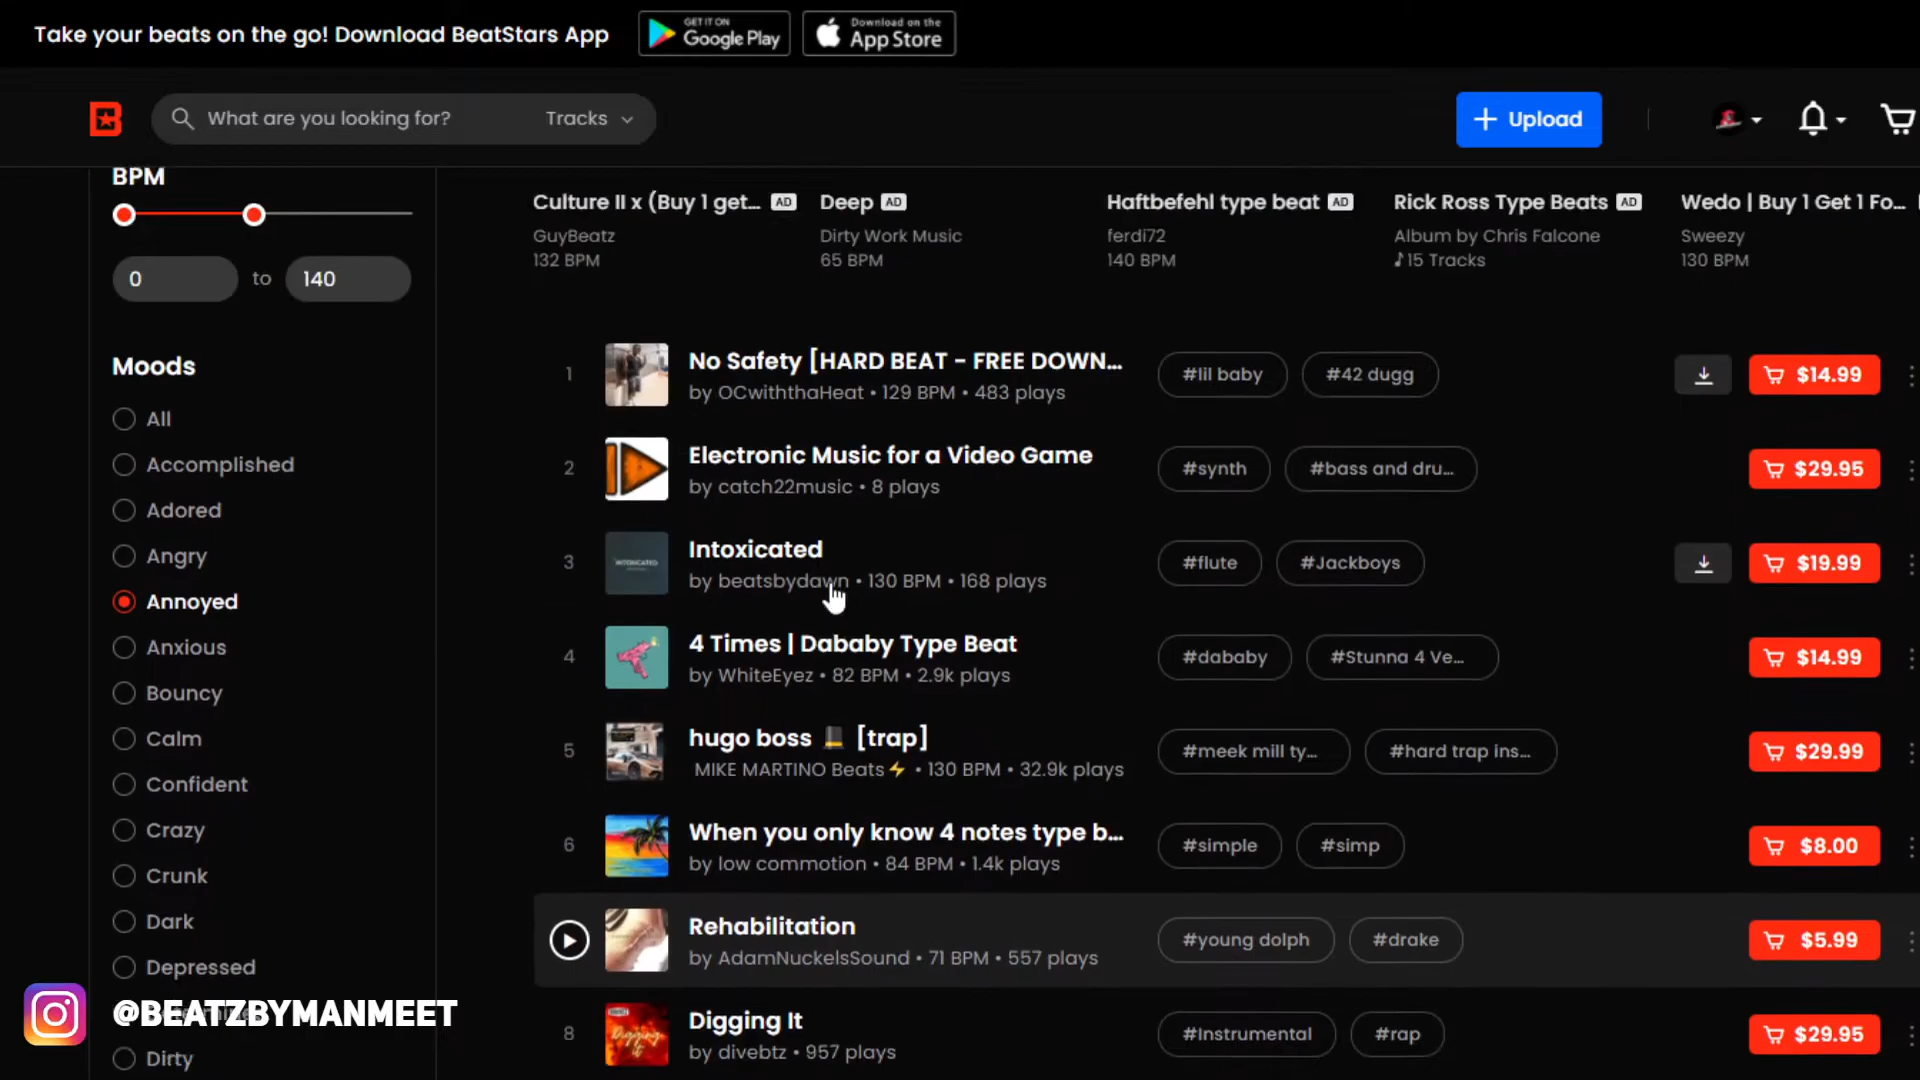 Take your beats on the go! Download BeatStars App
GET IT ON
Google Play
Download on the
App Store
What are you looking for?
Tracks
Upload
BPM
0 to 140
Culture II x (Buy 1 get... AD
GuyBeatz
132 BPM
Deep AD
Dirty Work Music
65 BPM
Haftbefehl type beat AD
ferdi72
140 BPM
Rick Ross Type Beats AD
Album by Chris Falcone
15 Tracks
Wedo | Buy 1 Get 1 Fo...
Sweezy
130 BPM
Moods
All
Accomplished
Adored
Angry
Annoyed
Anxious
Bouncy
Calm
Confident
Crazy
Crunk
Dark
Depressed
Dirty
1 No Safety [HARD BEAT - FREE DOWN... #lil baby #42 dugg $14.99
by OCwiththaHeat • 129 BPM • 483 plays
2 Electronic Music for a Video Game #synth #bass and dru... $29.95
by catch22music • 8 plays
3 Intoxicated #flute #Jackboys $19.99
by beatsbydawn • 130 BPM • 168 plays
INTOXICATED
4 4 Times | Dababy Type Beat #dababy #Stunna 4 Ve... $14.99
by WhiteEyez • 82 BPM • 2.9k plays
5 hugo boss 🎩 [trap] #meek mill ty... #hard trap ins... $29.99
MIKE MARTINO Beats⚡ • 130 BPM • 32.9k plays
6 When you only know 4 notes type b... #simple #simp $8.00
by low commotion • 84 BPM • 1.4k plays
Rehabilitation #young dolph #drake $5.99
by AdamNuckelsSound • 71 BPM • 557 plays
8 Digging It #Instrumental #rap $29.95
by divebtz • 957 plays
Digging It
@BEATZBYMANMEET